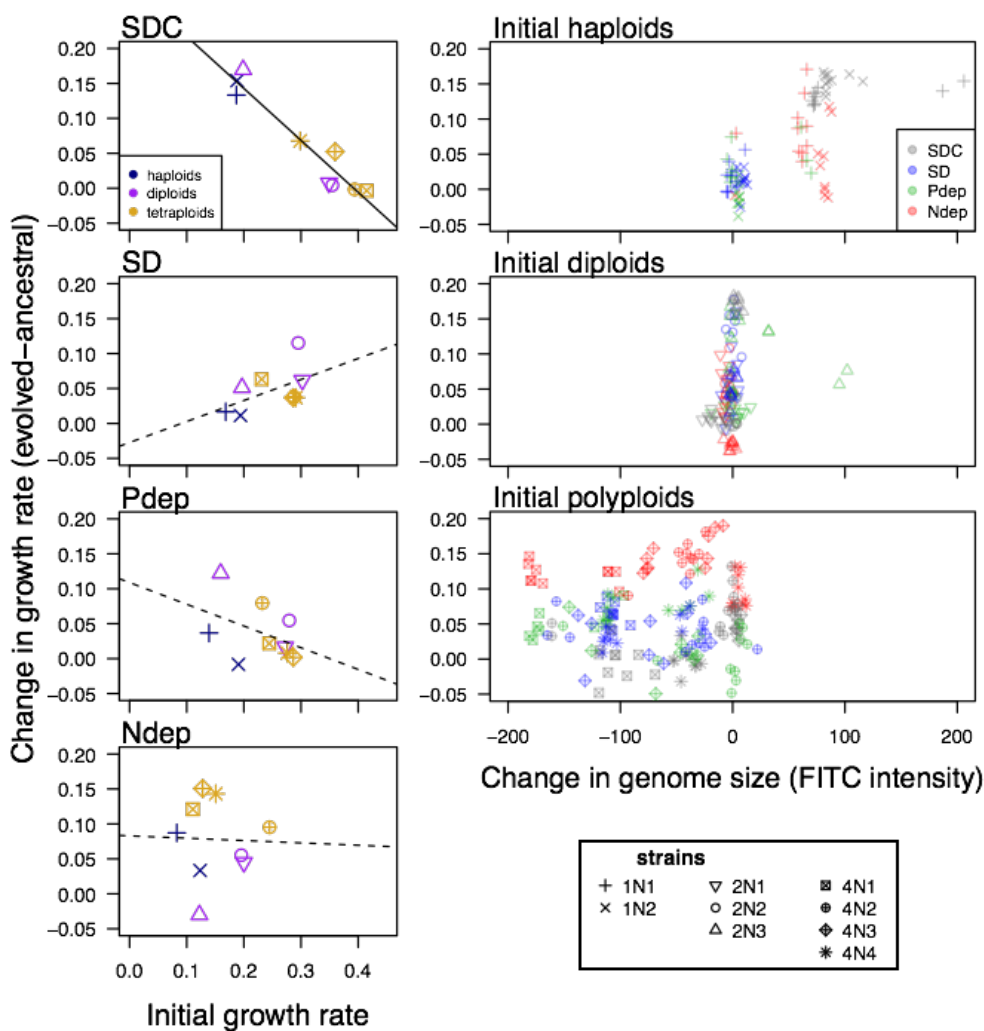 SDC
0.20
0.15
0.10
0.05
0.00
−0.05
haploids
diploids
tetraploids
SD
0.20
0.15
0.10
0.05
0.00
−0.05
Pdep
0.20
0.15
0.10
0.05
0.00
−0.05
Ndep
0.20
0.15
0.10
0.05
0.00
−0.05
0.0 0.1 0.2 0.3 0.4
Initial growth rate
Change in growth rate (evolved−ancestral)
Initial haploids
0.20
0.15
0.10
0.05
0.00
−0.05
SDC
SD
Pdep
Ndep
Initial diploids
0.20
0.15
0.10
0.05
0.00
−0.05
Initial polyploids
0.20
0.15
0.10
0.05
0.00
−0.05
−200 −100 0 100 200
Change in genome size (FITC intensity)
strains
1N1 2N1 4N1
1N2 2N2 4N2
2N3 4N3
4N4